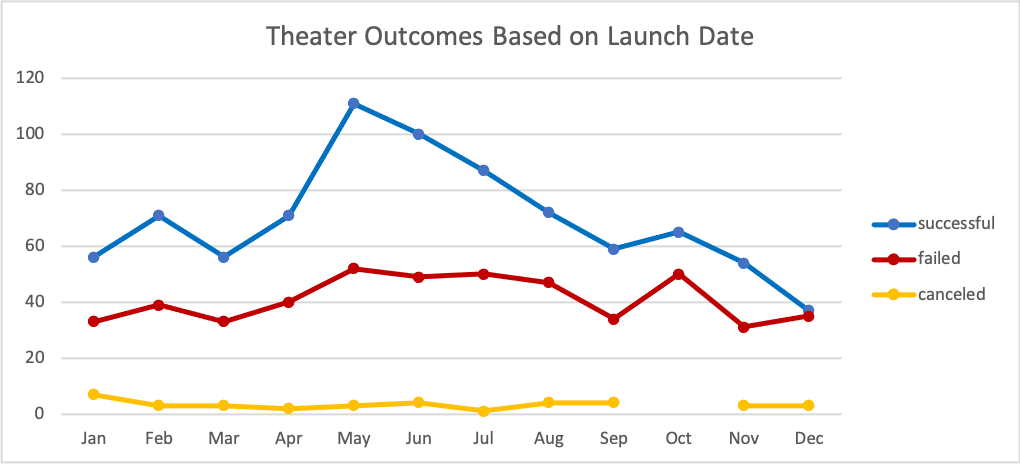 Theater Outcomes Based on Launch Date
120
100
80
60
40
20
0
Jan Feb Mar Apr May Jun Jul Aug Sep Oct Nov Dec
successful
failed
canceled